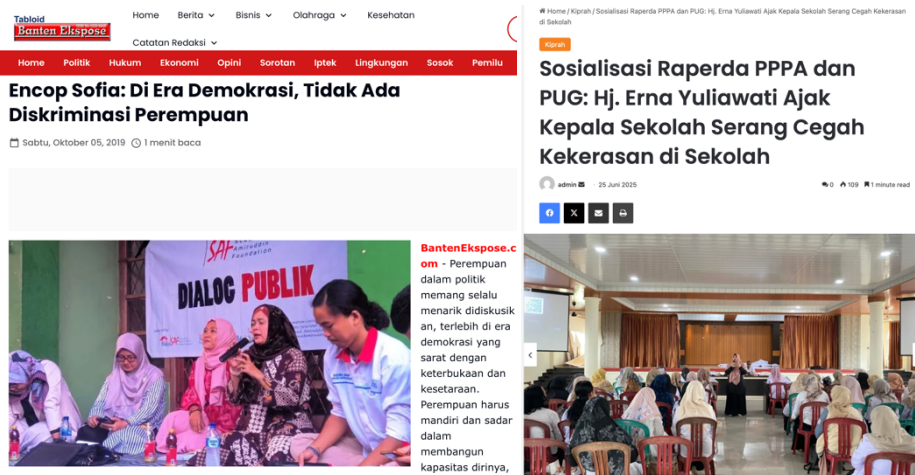 Tabloid
Banten Ekspose
Home Berita Bisnis Olahraga Kesehatan
Catatan Redaksi
Home Politik Hukum Ekonomi Opini Sorotan Iptek Lingkungan Sosok Pemilu
Encop Sofia: Di Era Demokrasi, Tidak Ada
Diskriminasi Perempuan
Sabtu, Oktober 05, 2019 1 menit baca
SAF
Amiruddin
Foundation
DIALOG PUBLIK
BantenEkspose.c
om - Perempuan
dalam politik
memang selalu
menarik didiskusik
an, terlebih di era
demokrasi yang
sarat dengan
keterbukaan dan
kesetaraan.
Perempuan harus
mandiri dan sadar
dalam
membangun
kapasitas dirinya,
Home / Kiprah / Sosialisasi Raperda PPPA dan PUG: Hj. Erna Yuliawati Ajak Kepala Sekolah Serang Cegah Kekerasan
di Sekolah
Kiprah
Sosialisasi Raperda PPPA dan
PUG: Hj. Erna Yuliawati Ajak
Kepala Sekolah Serang Cegah
Kekerasan di Sekolah
admin 25 Juni 2025 0 109 1 minute read